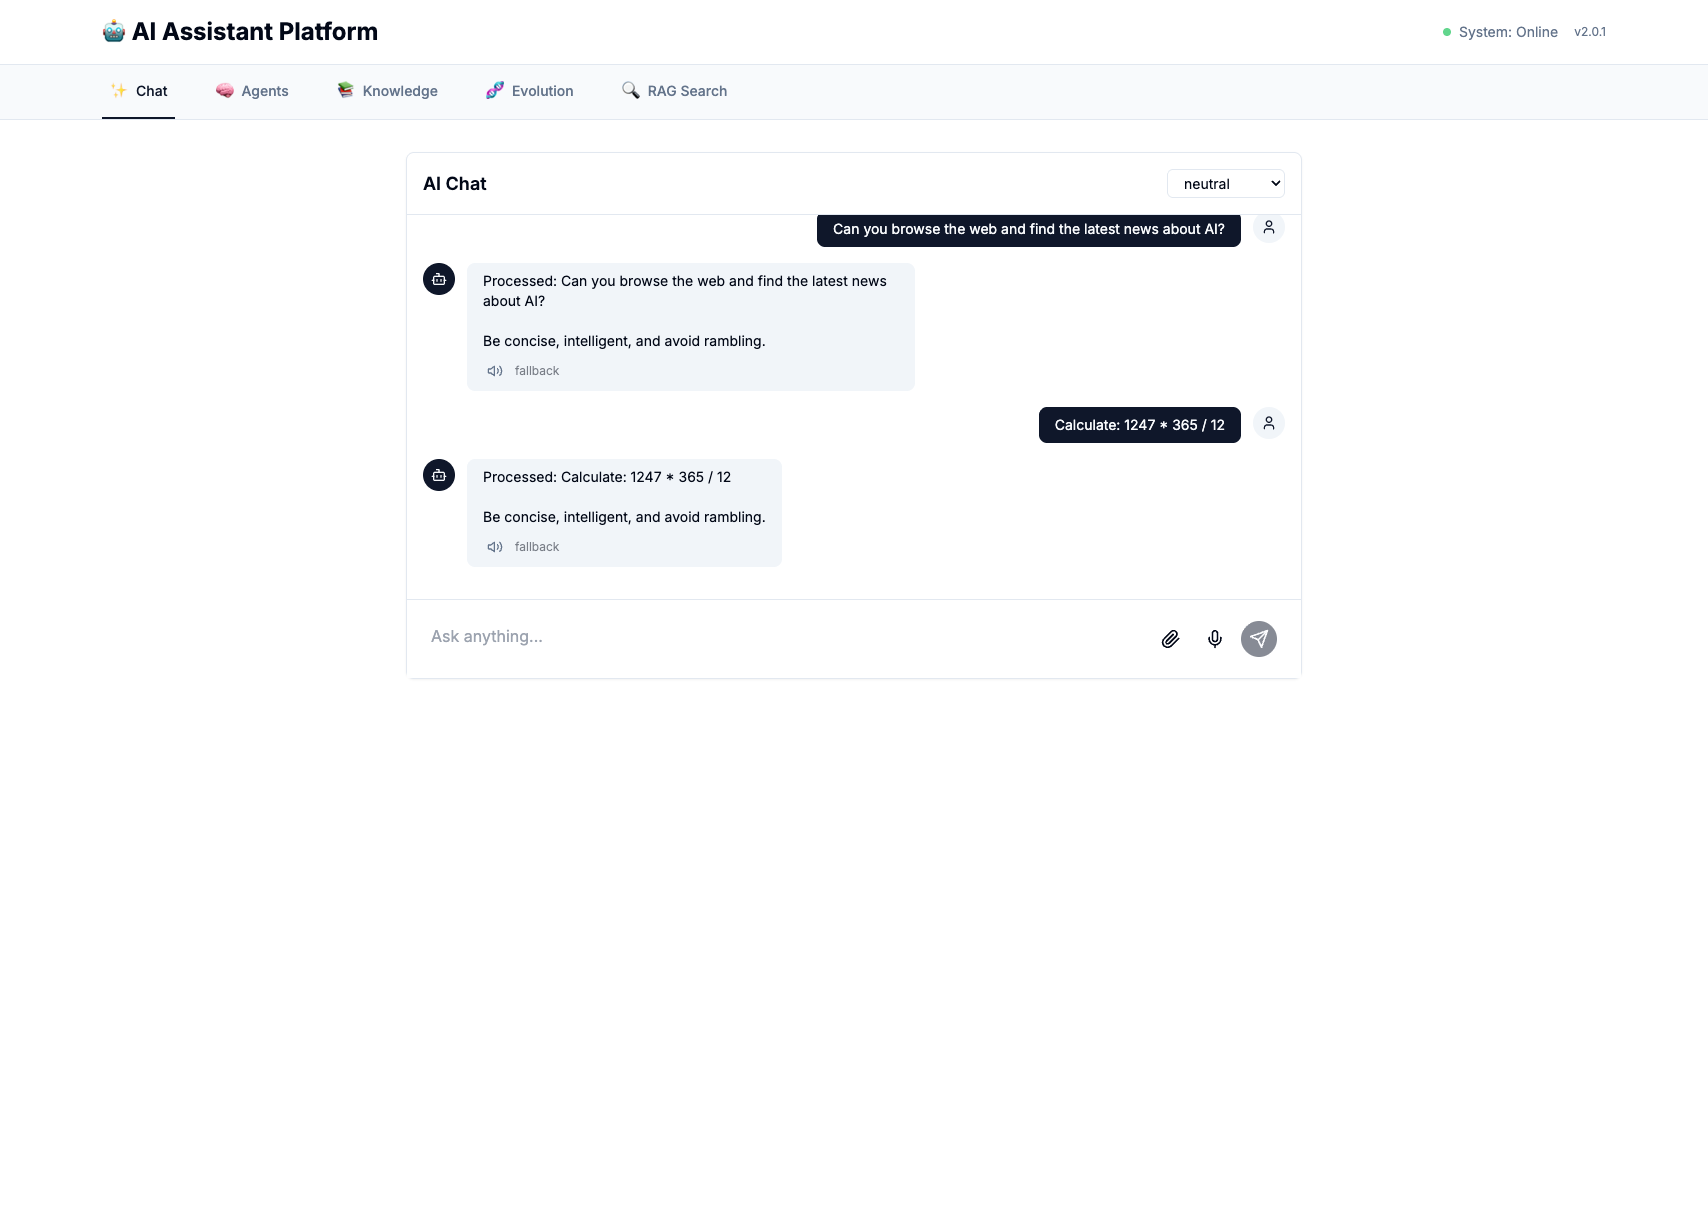 🤖 AI Assistant Platform
System: Online v2.0.1
✨ Chat
🧠 Agents
📚 Knowledge
🧬 Evolution
🔍 RAG Search
AI Chat
neutral
Can you browse the web and find the latest news about AI?
Processed: Can you browse the web and find the latest news
about AI?
Be concise, intelligent, and avoid rambling.
fallback
Calculate: 1247 * 365 / 12
Processed: Calculate: 1247 * 365 / 12
Be concise, intelligent, and avoid rambling.
fallback
Ask anything...